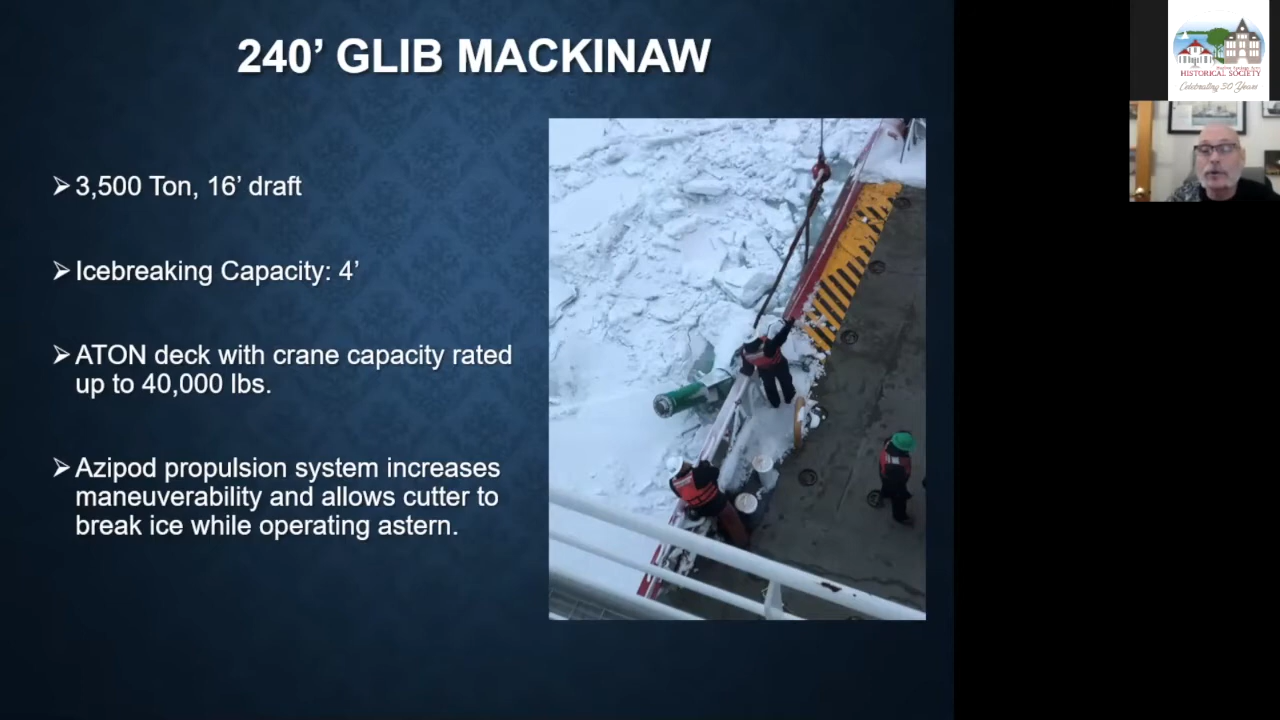 240’ GLIB MACKINAW
➢ 3,500 Ton, 16’ draft
➢ Icebreaking Capacity: 4’
➢ ATON deck with crane capacity rated
up to 40,000 lbs.
➢ Azipod propulsion system increases
maneuverability and allows cutter to
break ice while operating astern.
HISTORICAL SOCIETY
Celebrating 50 Years